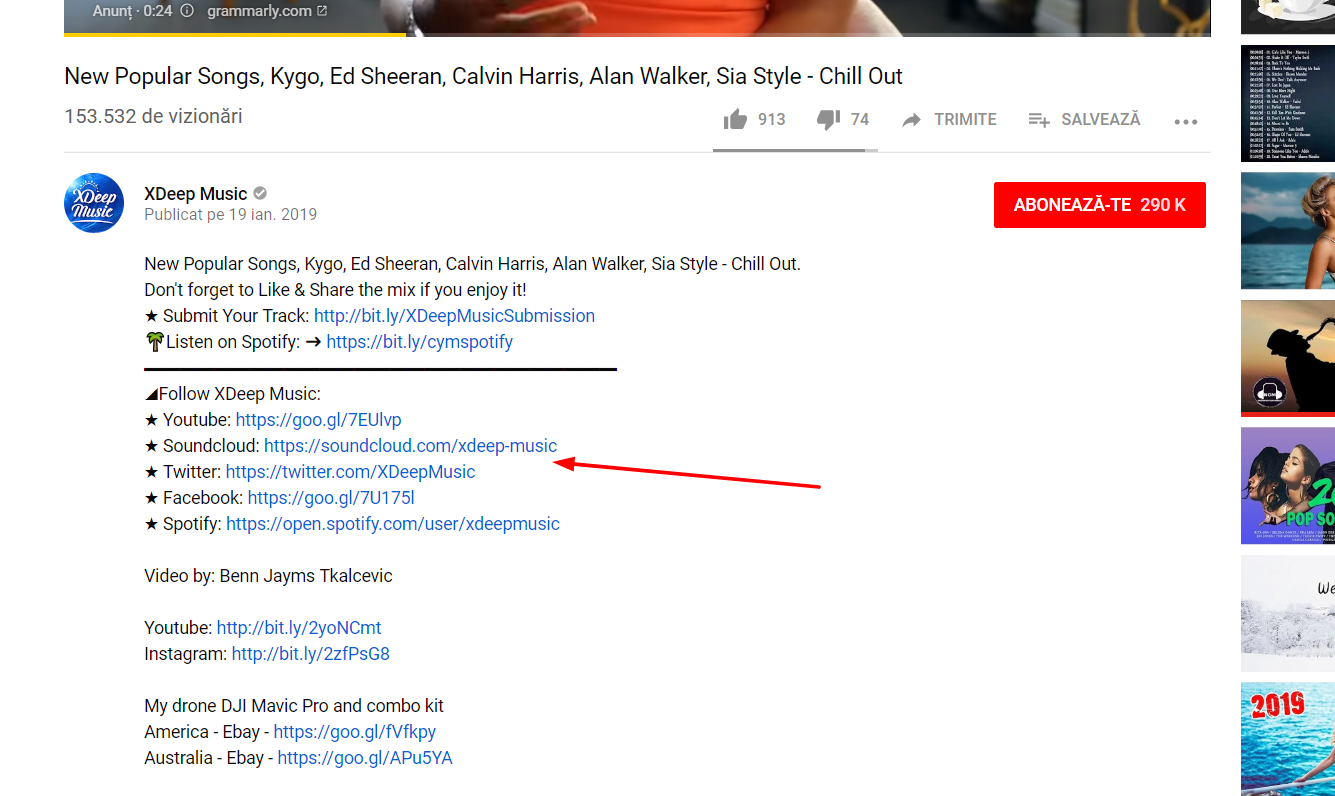 Anunț · 0:24 grammarly.com
New Popular Songs, Kygo, Ed Sheeran, Calvin Harris, Alan Walker, Sia Style - Chill Out
153.532 de vizionări
913 74 TRIMITE SALVEAZĂ
XDeep Music
XDeep Music
Publicat pe 19 ian. 2019
ABONEAZĂ-TE 290 K
New Popular Songs, Kygo, Ed Sheeran, Calvin Harris, Alan Walker, Sia Style - Chill Out.
Don't forget to Like & Share the mix if you enjoy it!
★ Submit Your Track: http://bit.ly/XDeepMusicSubmission
🌴Listen on Spotify: ➔ https://bit.ly/cymspotify
◢Follow XDeep Music:
★ Youtube: https://goo.gl/7EUlvp
★ Soundcloud: https://soundcloud.com/xdeep-music
★ Twitter: https://twitter.com/XDeepMusic
★ Facebook: https://goo.gl/7U175l
★ Spotify: https://open.spotify.com/user/xdeepmusic
Video by: Benn Jayms Tkalcevic
Youtube: http://bit.ly/2yoNCmt
Instagram: http://bit.ly/2zfPsG8
My drone DJI Mavic Pro and combo kit
America - Ebay - https://goo.gl/fVfkpy
Australia - Ebay - https://goo.gl/APu5YA
NCM
POP SO
We
2019